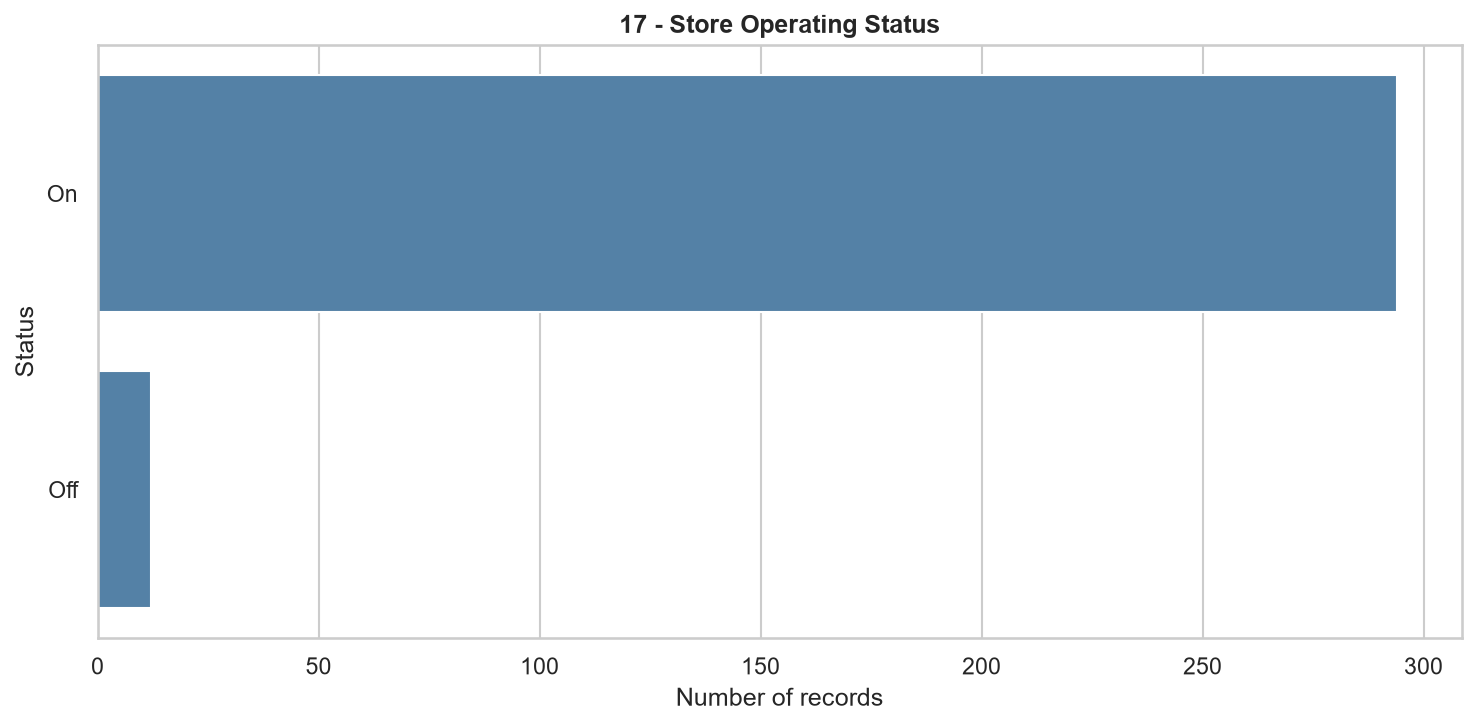 17 - Store Operating Status
Status
On
Off
0 50 100 150 200 250 300
Number of records